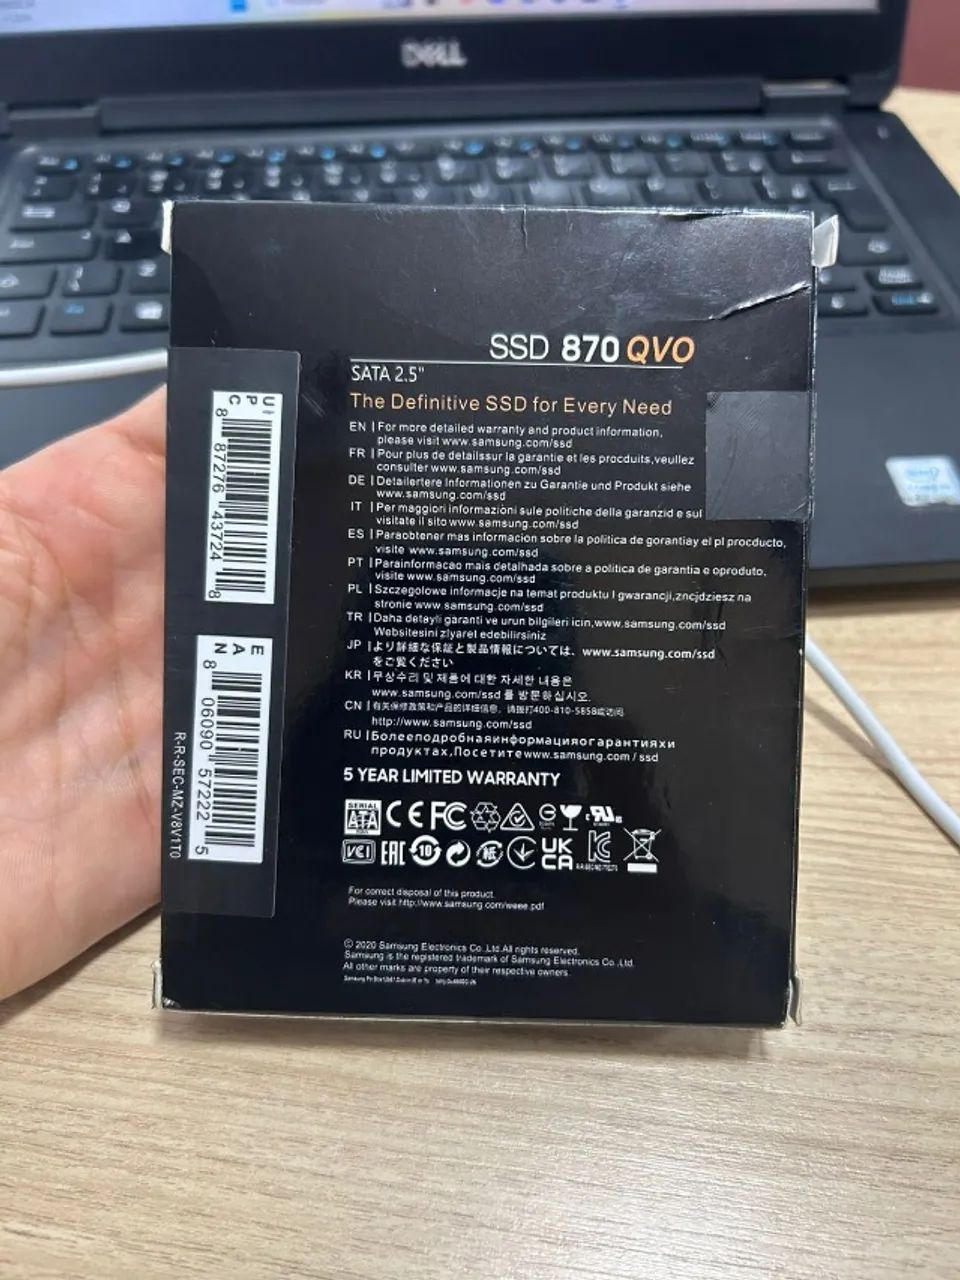 DELL
SSD 870 QVO
SATA 2.5"
The Definitive SSD for Every Need
EN | For more detailed warranty and product information,
please visit www.samsung.com/ssd
FR | Pour plus de detailssur la garantie et les procduits,veullez
consulter www.samsung.com/ssd
DE | Detailertere Informationen zu Garantie und Produkt siehe
www.samsung.com/ssd
IT | Per maggiori informazioni sule politiche della garanzid e sul
visitate il sito www.samsung.com/ssd
ES | Paraobtener mas informacion sobre la politica de gorantiay el pl procducto,
visite www.samsung.com/ssd
PT | Parainformacao mais detalhada sobre a politica de garantia e oproduto,
visite www.samsung.com/ssd
PL | Szczegolowe informacje na temat produktu I gwarancji,zncjdziesz na
stronie www.samsung.com/ssd
TR | Daha detayli garanti ve urun bilgileri icin,www.samsung.com/ssd
Websitesini ziyaret edebilirsiniz
JP | より詳細な保証と製品情報については、www.samsung.com/ssd
をご覧ください
KR | 무상수리 및 제품에 대한 자세한 내용은
www.samsung.com/ssd 를 방문하십시오.
CN | 有关保修政策和产品的详细信息，请拨打400-810-5858或访问
http://www.samsung.com/ssd
RU | Болееподробнаяинформацияогарантияхи
продуктах,Посетитеwww.samsung.com / ssd
5 YEAR LIMITED WARRANTY
SERIAL
ATA
CE FC
VCI EAC 10 紙 UK
CA
For correct disposal of this product.
Please visit http://www.samsung.com/weee.pdf
© 2020 Samsung Electronics Co.,Ltd.All rights reserved.
Samsung is the registered trademark of Samsung Electronics Co.,Ltd.
All other marks are property of their respective owners.
UPC
8 87276 43724 8
EAN
8 06090 57222 5
R-R-SEC-MZ-V8V1T0